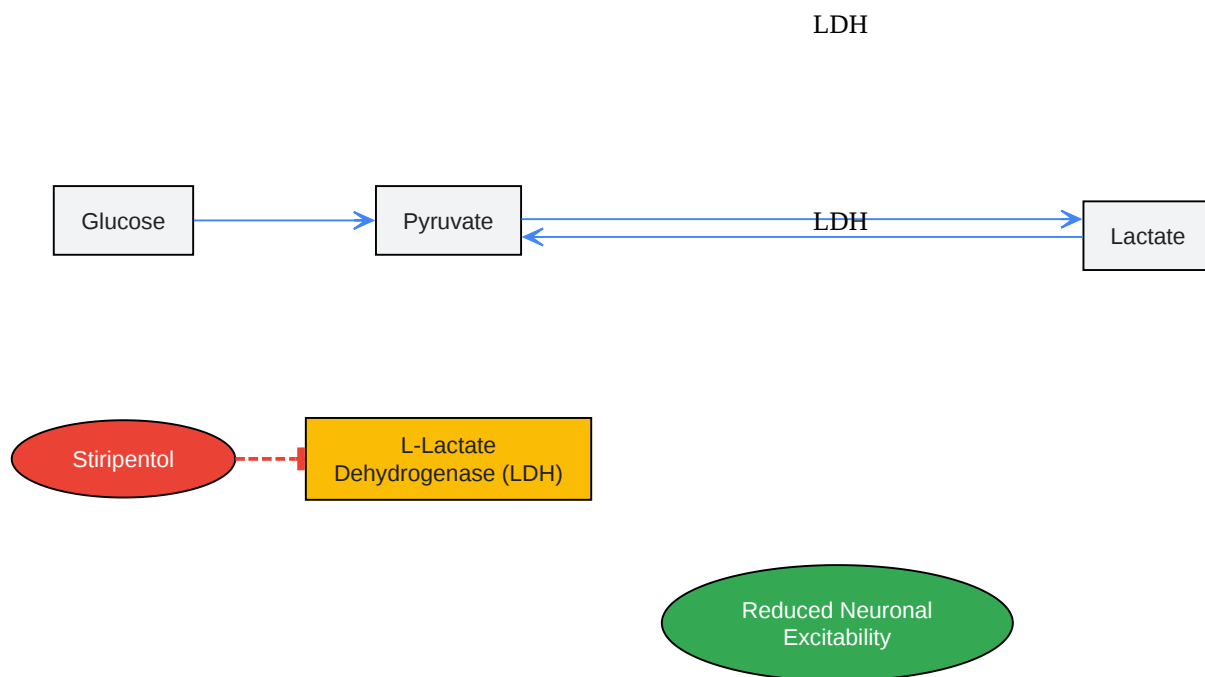 LDH
Glucose
Pyruvate
LDH
Lactate
Stiripentol
L-Lactate
Dehydrogenase (LDH)
Reduced Neuronal
Excitability